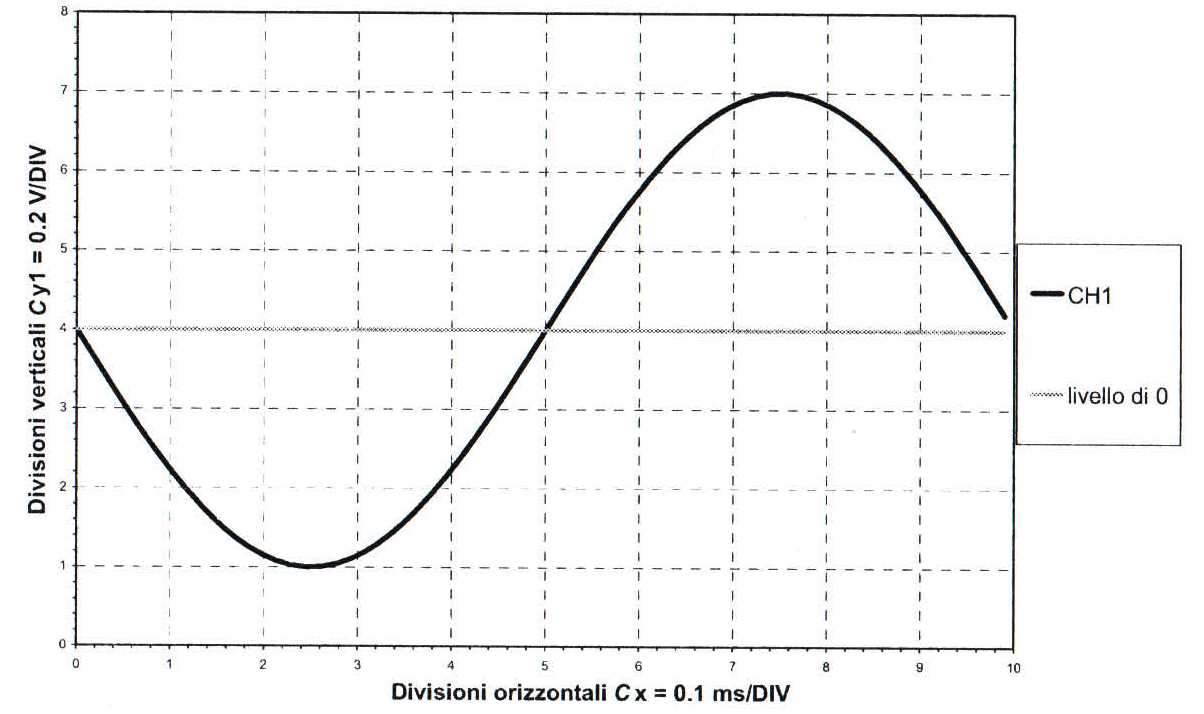 8
7
6
5
4
3
2
1
0
Divisioni verticali Cy1 = 0.2 V/DIV
0 1 2 3 4 5 6 7 8 9 10
Divisioni orizzontali Cx = 0.1 ms/DIV
CH1
livello di 0